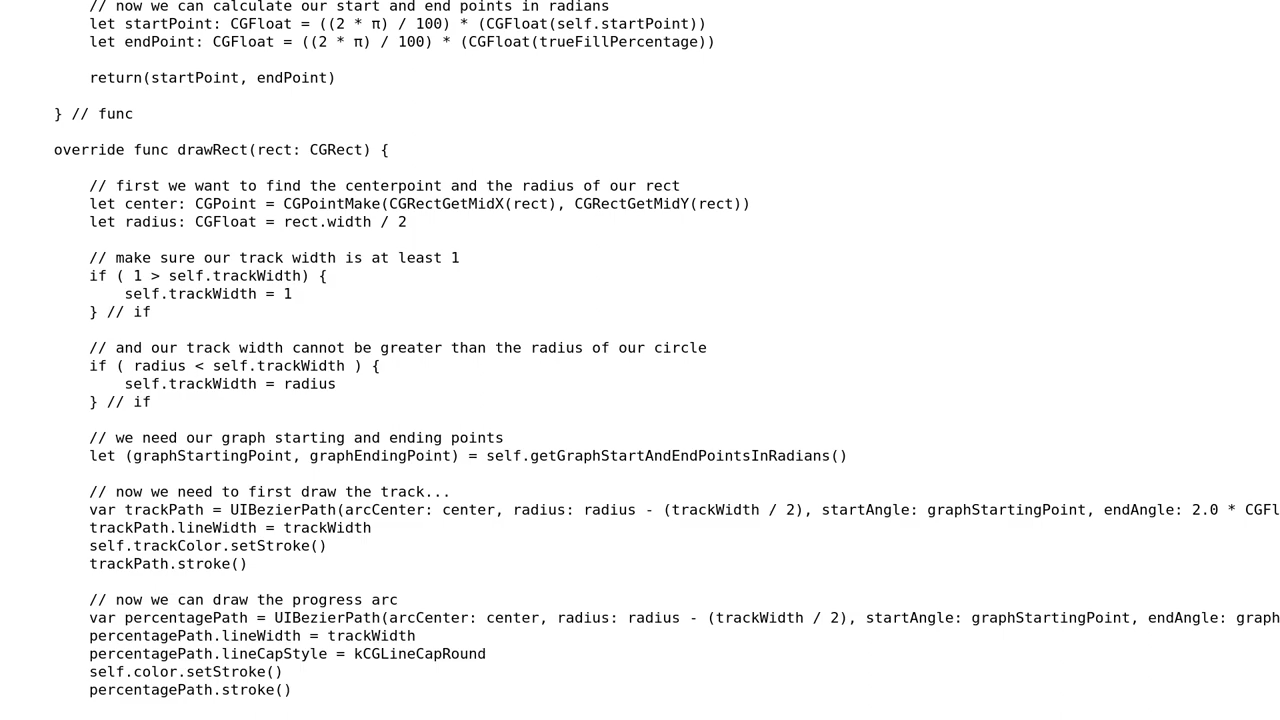 // now we can calculate our start and end points in radians
let startPoint: CGFloat = ((2 * π) / 100) * (CGFloat(self.startPoint))
let endPoint: CGFloat = ((2 * π) / 100) * (CGFloat(trueFillPercentage))
return(startPoint, endPoint)
} // func
override func drawRect(rect: CGRect) {
// first we want to find the centerpoint and the radius of our rect
let center: CGPoint = CGPointMake(CGRectGetMidX(rect), CGRectGetMidY(rect))
let radius: CGFloat = rect.width / 2
// make sure our track width is at least 1
if ( 1 > self.trackWidth) {
self.trackWidth = 1
} // if
// and our track width cannot be greater than the radius of our circle
if ( radius < self.trackWidth ) {
self.trackWidth = radius
} // if
// we need our graph starting and ending points
let (graphStartingPoint, graphEndingPoint) = self.getGraphStartAndEndPointsInRadians()
// now we need to first draw the track...
var trackPath = UIBezierPath(arcCenter: center, radius: radius - (trackWidth / 2), startAngle: graphStartingPoint, endAngle: 2.0 * CGFl
trackPath.lineWidth = trackWidth
self.trackColor.setStroke()
trackPath.stroke()
// now we can draw the progress arc
var percentagePath = UIBezierPath(arcCenter: center, radius: radius - (trackWidth / 2), startAngle: graphStartingPoint, endAngle: graph
percentagePath.lineWidth = trackWidth
percentagePath.lineCapStyle = kCGLineCapRound
self.color.setStroke()
percentagePath.stroke()